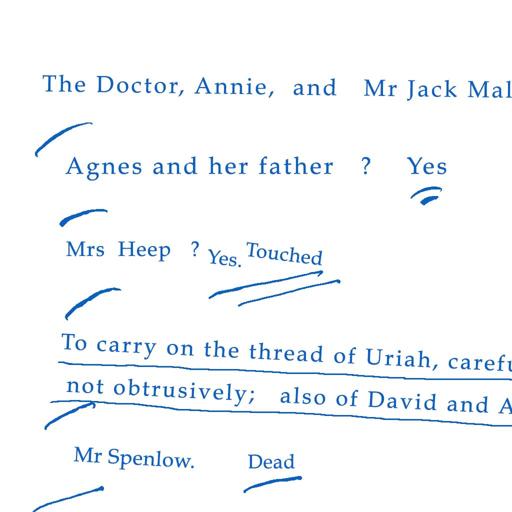 The Doctor, Annie, and Mr Jack Mal
Agnes and her father ? Yes
Mrs Heep ? Yes. Touched
To carry on the thread of Uriah, carefu
not obtrusively; also of David and A
Mr Spenlow. Dead